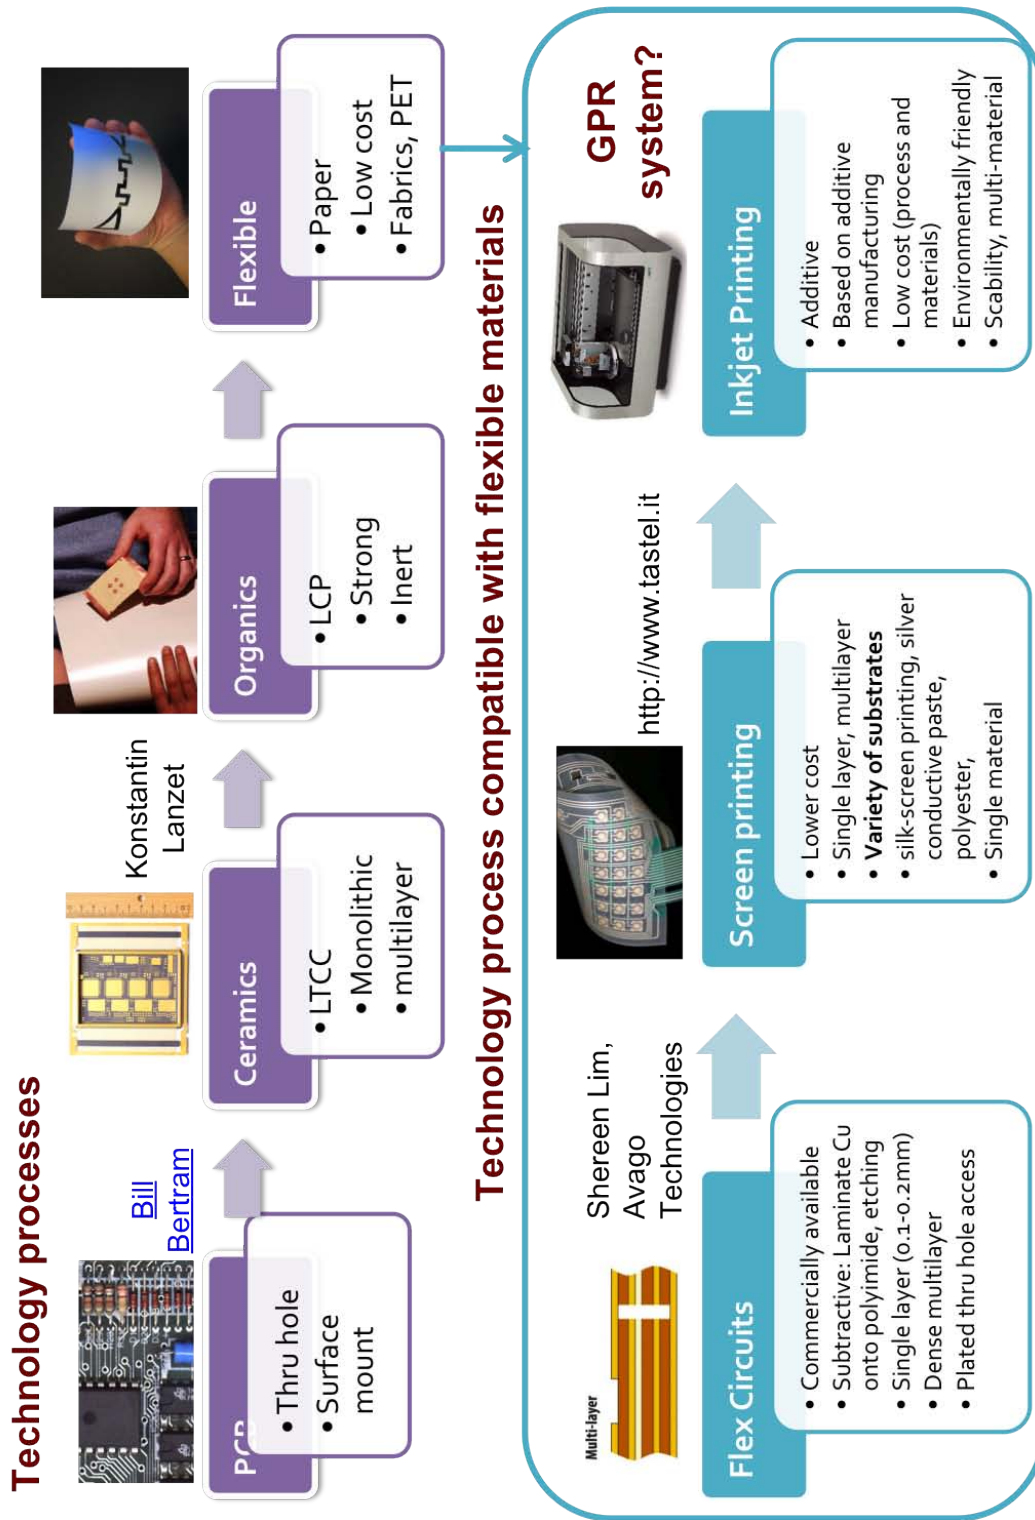 Technology processes
Bill
Bertram
PCB
• Thru hole
• Surface
mount
Konstantin
Lanzet
Ceramics
• LTCC
• Monolithic
• multilayer
Organics
• LCP
• Strong
• Inert
Flexible
• Paper
• Low cost
• Fabrics, PET
Technology process compatible with flexible materials
Multi-layer
Shereen Lim,
Avago
Technologies
Flex Circuits
• Commercially available
• Subtractive: Laminate Cu
onto polyimide, etching
• Single layer (0.1-0.2mm)
• Dense multilayer
• Plated thru hole access
http://www.tastel.it
Screen printing
• Lower cost
• Single layer, multilayer
• Variety of substrates
• silk-screen printing, silver
conductive paste,
polyester,
• Single material
GPR
system?
Inkjet Printing
• Additive
• Based on additive
manufacturing
• Low cost (process and
materials)
• Environmentally friendly
• Scability, multi-material